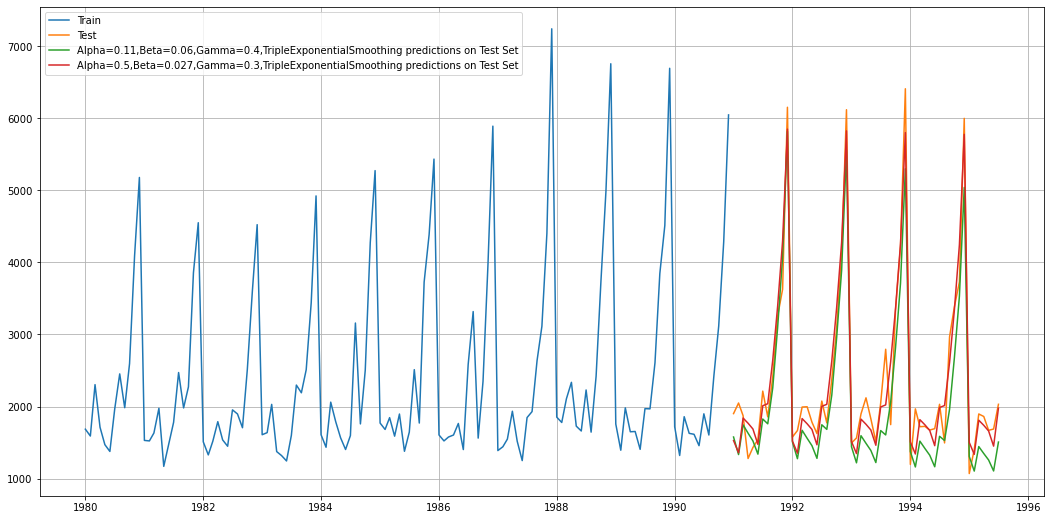 Train
Test
Alpha=0.11,Beta=0.06,Gamma=0.4,TripleExponentialSmoothing predictions on Test Set
Alpha=0.5,Beta=0.027,Gamma=0.3,TripleExponentialSmoothing predictions on Test Set
7000
6000
5000
4000
3000
2000
1000
1980 1982 1984 1986 1988 1990 1992 1994 1996